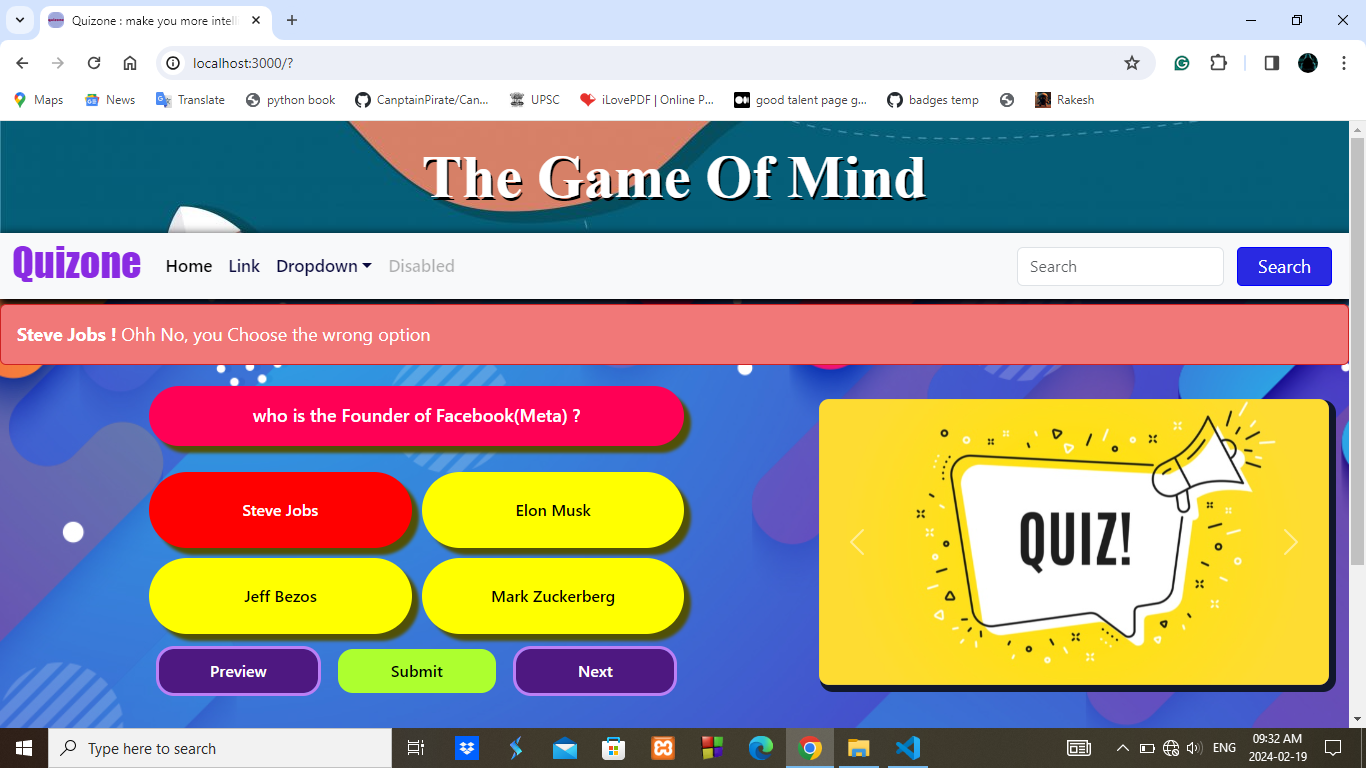 Quizone : make you more intelli
localhost:3000/?
Maps
News
Translate
python book
CanptainPirate/Can...
UPSC
iLovePDF | Online P...
good talent page g...
badges temp
Rakesh
The Game Of Mind
Quizone
Home
Link
Dropdown
Disabled
Search
Search
Steve Jobs ! Ohh No, you Choose the wrong option
who is the Founder of Facebook(Meta) ?
Steve Jobs
Elon Musk
Jeff Bezos
Mark Zuckerberg
Preview
Submit
Next
QUIZ!
Type here to search
ENG
09:32 AM
2024-02-19